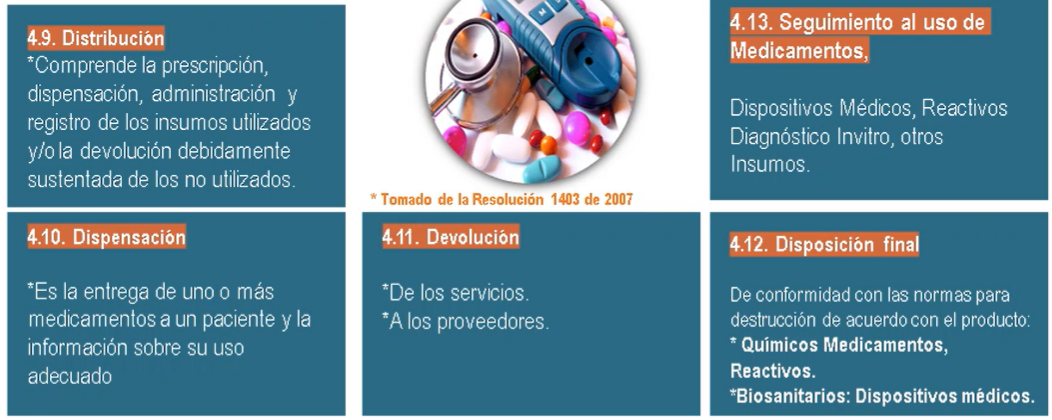 4.9. Distribución
*Comprende la prescripción,
dispensación, administración y
registro de los insumos utilizados
y/o la devolución debidamente
sustentada de los no utilizados.
* Tomado de la Resolución 1403 de 2007
4.13. Seguimiento al uso de
Medicamentos,
Dispositivos Médicos, Reactivos
Diagnóstico Invitro, otros
Insumos.
4.10. Dispensación
*Es la entrega de uno o más
medicamentos a un paciente y la
información sobre su uso
adecuado
4.11. Devolución
*De los servicios.
*A los proveedores.
4.12. Disposición final
De conformidad con las normas para
destrucción de acuerdo con el producto:
* Químicos Medicamentos,
Reactivos.
*Biosanitarios: Dispositivos médicos.